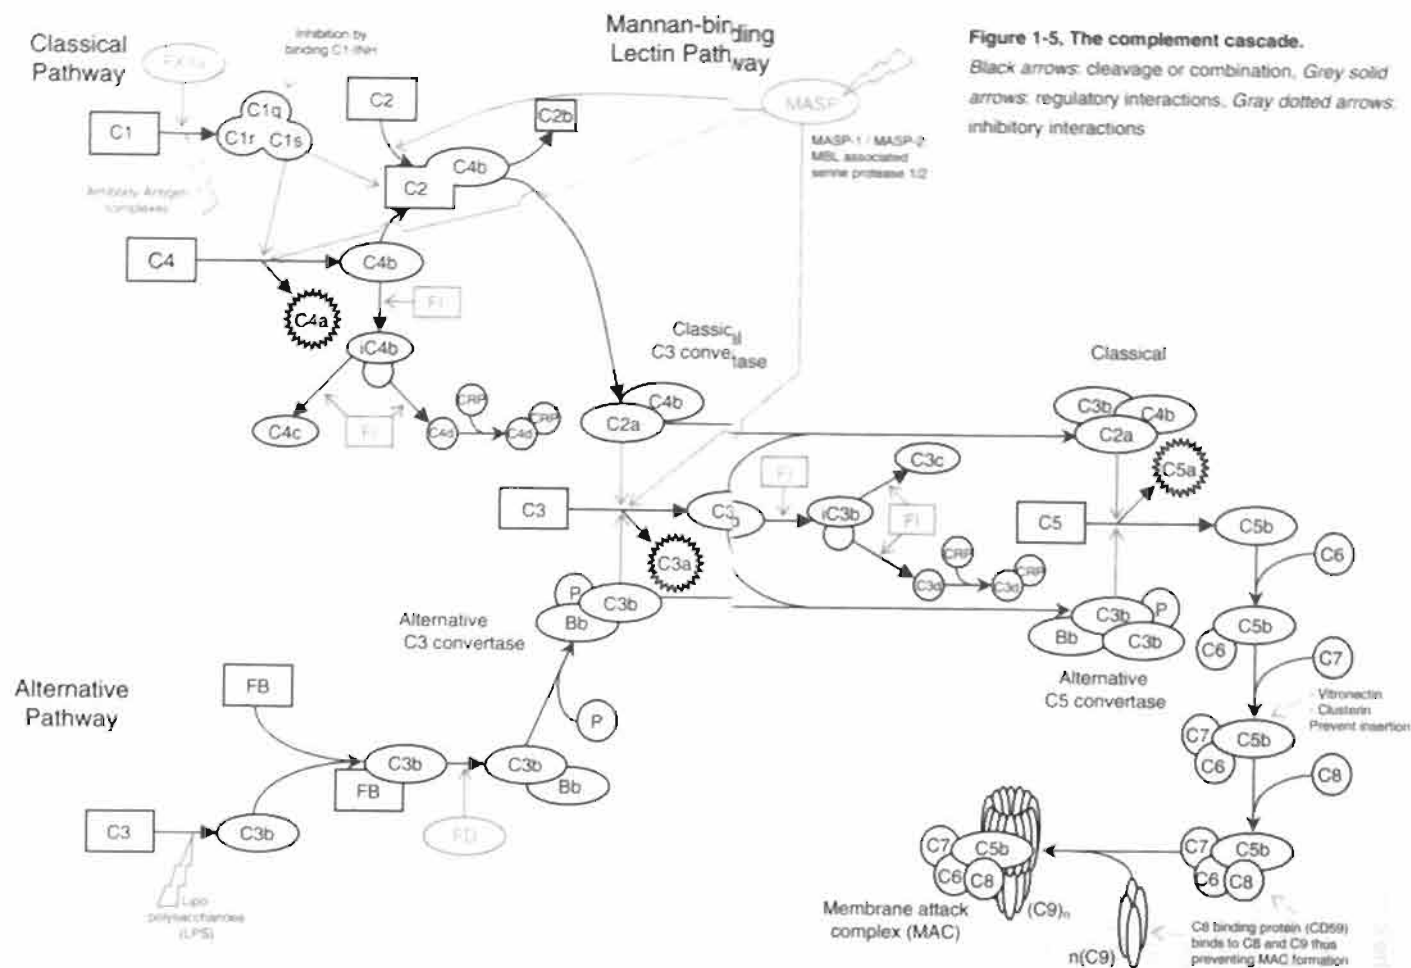 Classical
Pathway
FXIIa
Inhibition by
binding C1-INH
Mannan-binding
Lectin Pathway
Figure 1-5. The complement cascade.
Black arrows: cleavage or combination, Grey solid
arrows: regulatory interactions, Gray dotted arrows:
inhibitory interactions
C1
C1q
C1r
C1s
C2
C2b
MASP
C4b
C2
MASP-1 / MASP-2:
MBL associated
serine protease 1/2
Antibody-Antigen
complexes
C4
C4b
C4a
FI
iC4b
Classical
C3 convertase
Classical
C4c
FI
C4d
CRP
C4d
CRP
C4b
C2a
C3b
C4b
C2a
C3
C3b
FI
iC3b
C3c
FI
C5
C5a
C5b
C6
C3a
C3d
CRP
C3d
CRP
P
C3b
Bb
Alternative
C3 convertase
C3b
P
Bb
C3b
C5b
C6
Alternative
C5 convertase
C7
Alternative
Pathway
FB
P
- Vitronectin
- Clusterin
Prevent insertion
C7
C5b
C6
C8
C3b
FB
C3b
Bb
FD
C3
C3b
Lipo
polysaccharides
(LPS)
C7
C5b
C6
C8
(C9)n
Membrane attack
complex (MAC)
C7
C5b
C6
C8
n(C9)
C8 binding protein (CD59)
binds to C8 and C9 thus
preventing MAC formation